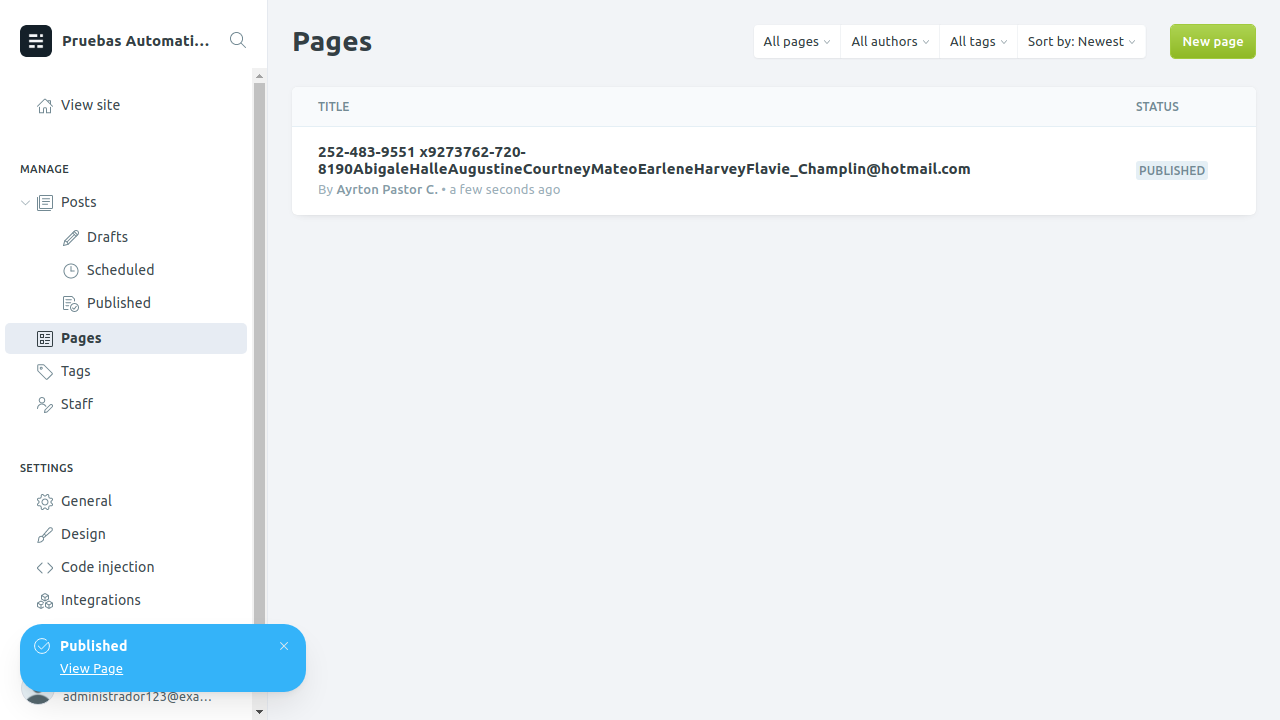 Pruebas Automati...
View site
MANAGE
Posts
Drafts
Scheduled
Published
Pages
Tags
Staff
SETTINGS
General
Design
Code injection
Integrations
Published
View Page
administrador123@exa...
Pages
All pages
All authors
All tags
Sort by: Newest
New page
TITLE
STATUS
252-483-9551 x9273762-720-
8190AbigaleHalleAugustineCourtneyMateoEarleneHarveyFlavie_Champlin@hotmail.com
By Ayrton Pastor C. • a few seconds ago
PUBLISHED